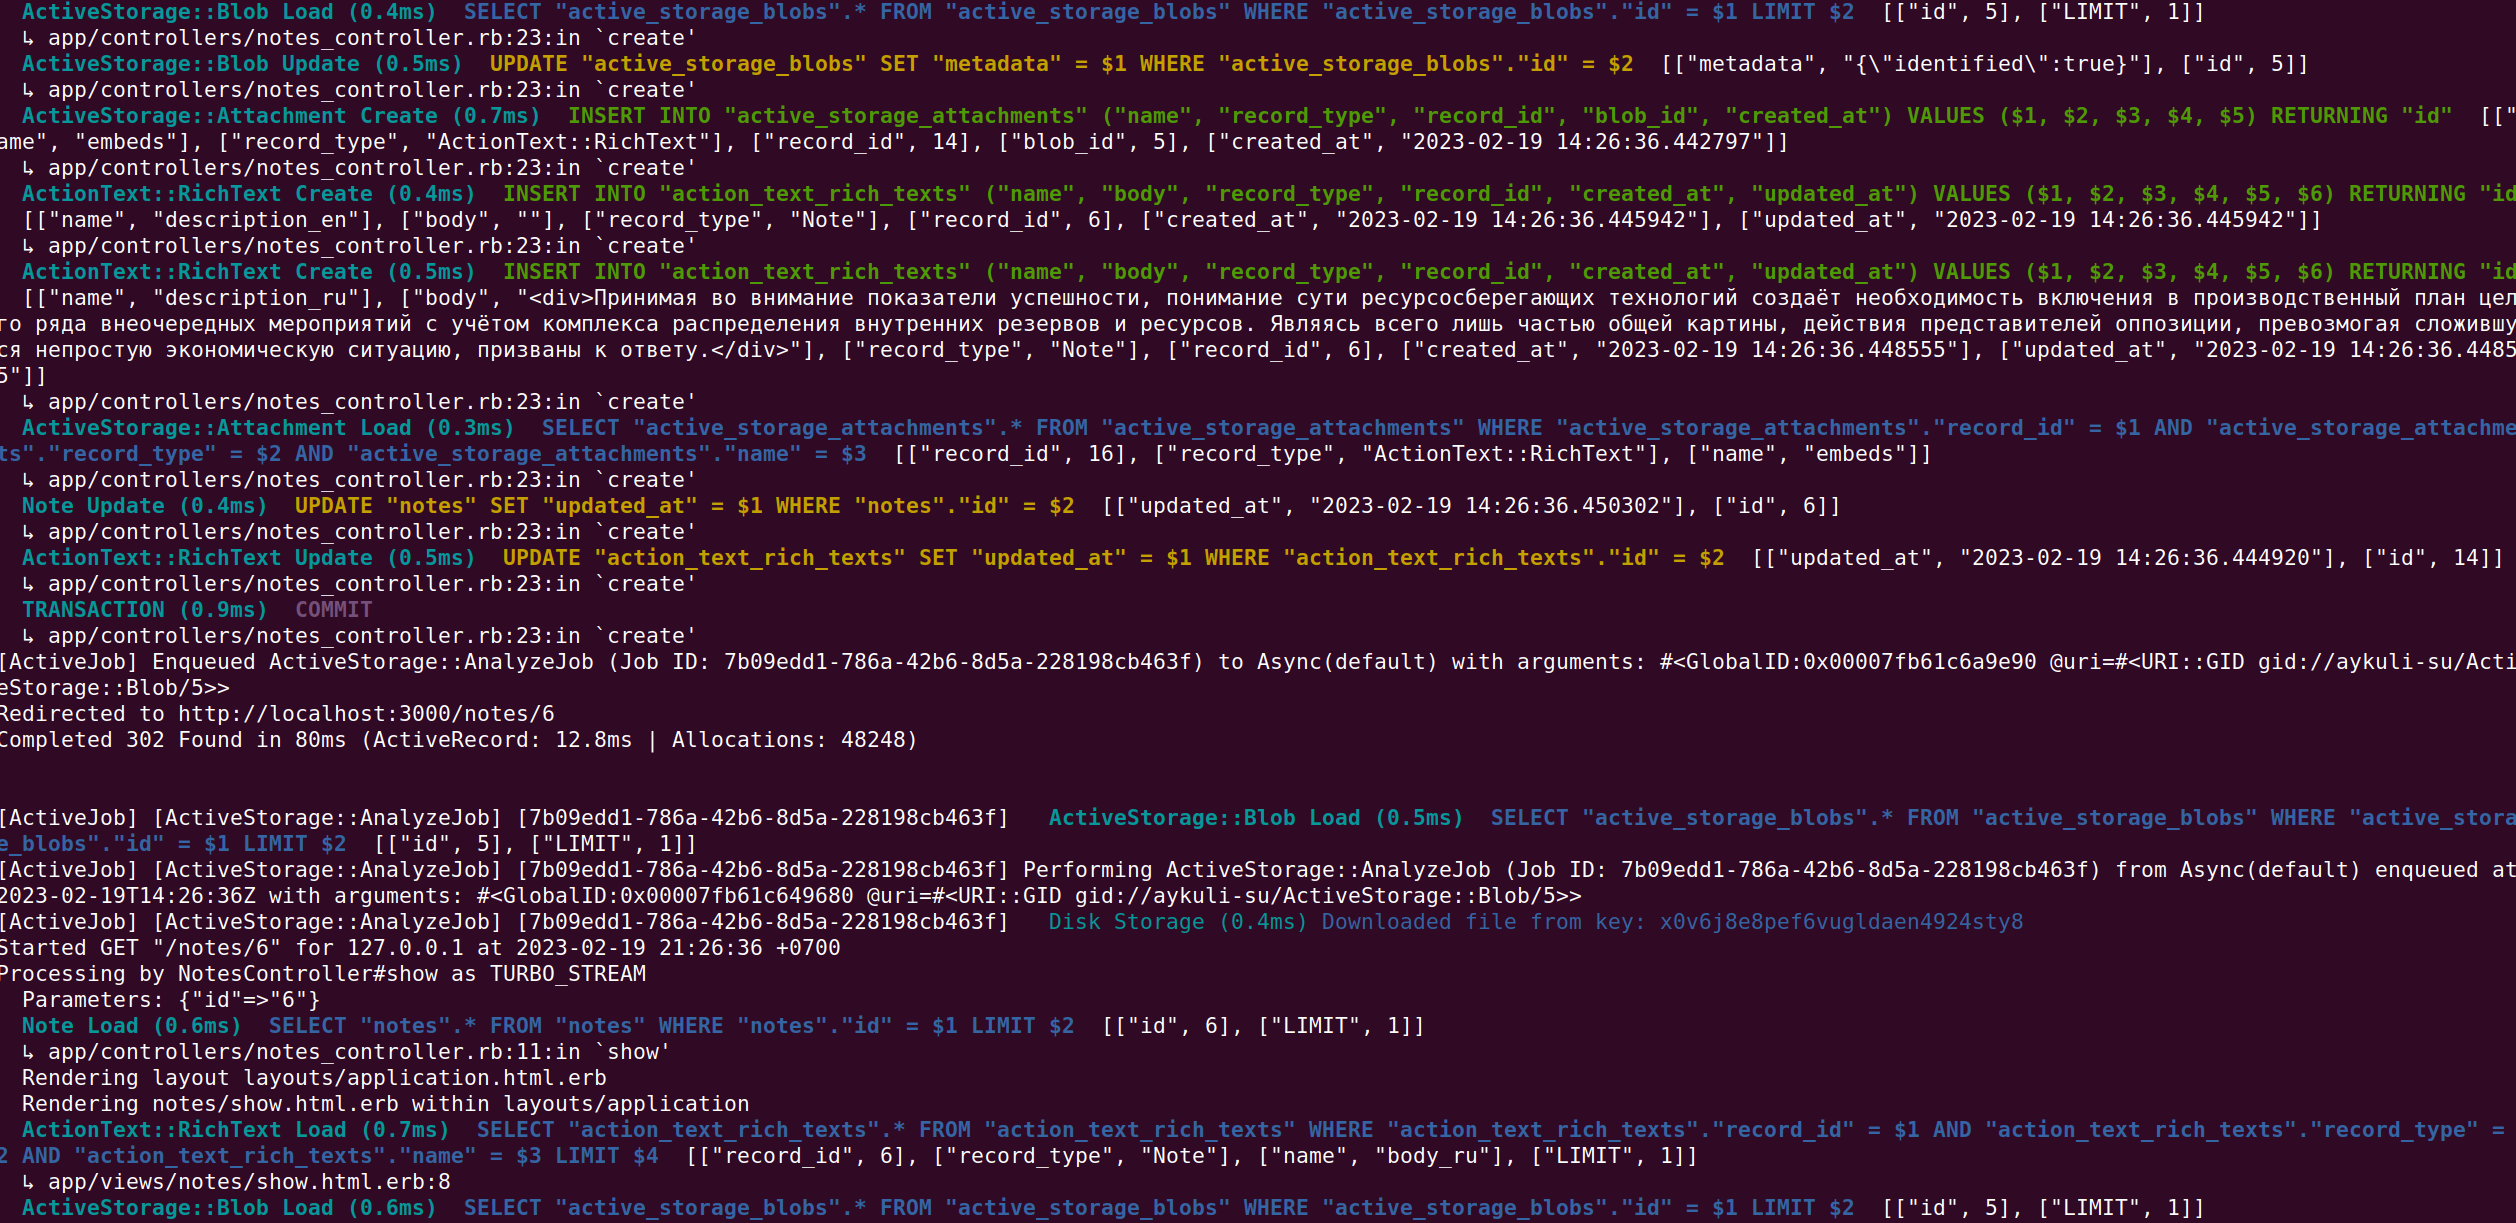 ActiveStorage::Blob Load (0.4ms)  SELECT "active_storage_blobs".* FROM "active_storage_blobs" WHERE "active_storage_blobs"."id" = $1 LIMIT $2  [["id", 5], ["LIMIT", 1]]
↳ app/controllers/notes_controller.rb:23:in `create'
ActiveStorage::Blob Update (0.5ms)  UPDATE "active_storage_blobs" SET "metadata" = $1 WHERE "active_storage_blobs"."id" = $2  [["metadata", "{\"identified\":true}"], ["id", 5]]
↳ app/controllers/notes_controller.rb:23:in `create'
ActiveStorage::Attachment Create (0.7ms)  INSERT INTO "active_storage_attachments" ("name", "record_type", "record_id", "blob_id", "created_at") VALUES ($1, $2, $3, $4, $5) RETURNING "id"  [["
ame", "embeds"], ["record_type", "ActionText::RichText"], ["record_id", 14], ["blob_id", 5], ["created_at", "2023-02-19 14:26:36.442797"]]
↳ app/controllers/notes_controller.rb:23:in `create'
ActionText::RichText Create (0.4ms)  INSERT INTO "action_text_rich_texts" ("name", "body", "record_type", "record_id", "created_at", "updated_at") VALUES ($1, $2, $3, $4, $5, $6) RETURNING "id
[["name", "description_en"], ["body", ""], ["record_type", "Note"], ["record_id", 6], ["created_at", "2023-02-19 14:26:36.445942"], ["updated_at", "2023-02-19 14:26:36.445942"]]
↳ app/controllers/notes_controller.rb:23:in `create'
ActionText::RichText Create (0.5ms)  INSERT INTO "action_text_rich_texts" ("name", "body", "record_type", "record_id", "created_at", "updated_at") VALUES ($1, $2, $3, $4, $5, $6) RETURNING "id
[["name", "description_ru"], ["body", "<div>Принимая во внимание показатели успешности, понимание сути ресурсосберегающих технологий создаёт необходимость включения в производственный план цел
го ряда внеочередных мероприятий с учётом комплекса распределения внутренних резервов и ресурсов. Являясь всего лишь частью общей картины, действия представителей оппозиции, превозмогая сложившу
ся непростую экономическую ситуацию, призваны к ответу.</div>"], ["record_type", "Note"], ["record_id", 6], ["created_at", "2023-02-19 14:26:36.448555"], ["updated_at", "2023-02-19 14:26:36.4485
5"]]
↳ app/controllers/notes_controller.rb:23:in `create'
ActiveStorage::Attachment Load (0.3ms)  SELECT "active_storage_attachments".* FROM "active_storage_attachments" WHERE "active_storage_attachments"."record_id" = $1 AND "active_storage_attachme
ts"."record_type" = $2 AND "active_storage_attachments"."name" = $3  [["record_id", 16], ["record_type", "ActionText::RichText"], ["name", "embeds"]]
↳ app/controllers/notes_controller.rb:23:in `create'
Note Update (0.4ms)  UPDATE "notes" SET "updated_at" = $1 WHERE "notes"."id" = $2  [["updated_at", "2023-02-19 14:26:36.450302"], ["id", 6]]
↳ app/controllers/notes_controller.rb:23:in `create'
ActionText::RichText Update (0.5ms)  UPDATE "action_text_rich_texts" SET "updated_at" = $1 WHERE "action_text_rich_texts"."id" = $2  [["updated_at", "2023-02-19 14:26:36.444920"], ["id", 14]]
↳ app/controllers/notes_controller.rb:23:in `create'
TRANSACTION (0.9ms)  COMMIT
↳ app/controllers/notes_controller.rb:23:in `create'
[ActiveJob] Enqueued ActiveStorage::AnalyzeJob (Job ID: 7b09edd1-786a-42b6-8d5a-228198cb463f) to Async(default) with arguments: #<GlobalID:0x00007fb61c6a9e90 @uri=#<URI::GID gid://aykuli-su/Acti
eStorage::Blob/5>>
Redirected to http://localhost:3000/notes/6
Completed 302 Found in 80ms (ActiveRecord: 12.8ms | Allocations: 48248)
[ActiveJob] [ActiveStorage::AnalyzeJob] [7b09edd1-786a-42b6-8d5a-228198cb463f]   ActiveStorage::Blob Load (0.5ms)  SELECT "active_storage_blobs".* FROM "active_storage_blobs" WHERE "active_stora
e_blobs"."id" = $1 LIMIT $2  [["id", 5], ["LIMIT", 1]]
[ActiveJob] [ActiveStorage::AnalyzeJob] [7b09edd1-786a-42b6-8d5a-228198cb463f] Performing ActiveStorage::AnalyzeJob (Job ID: 7b09edd1-786a-42b6-8d5a-228198cb463f) from Async(default) enqueued at
2023-02-19T14:26:36Z with arguments: #<GlobalID:0x00007fb61c649680 @uri=#<URI::GID gid://aykuli-su/ActiveStorage::Blob/5>>
[ActiveJob] [ActiveStorage::AnalyzeJob] [7b09edd1-786a-42b6-8d5a-228198cb463f]   Disk Storage (0.4ms) Downloaded file from key: x0v6j8e8pef6vugldaen4924sty8
Started GET "/notes/6" for 127.0.0.1 at 2023-02-19 21:26:36 +0700
Processing by NotesController#show as TURBO_STREAM
Parameters: {"id"=>"6"}
Note Load (0.6ms)  SELECT "notes".* FROM "notes" WHERE "notes"."id" = $1 LIMIT $2  [["id", 6], ["LIMIT", 1]]
↳ app/controllers/notes_controller.rb:11:in `show'
Rendering layout layouts/application.html.erb
Rendering notes/show.html.erb within layouts/application
ActionText::RichText Load (0.7ms)  SELECT "action_text_rich_texts".* FROM "action_text_rich_texts" WHERE "action_text_rich_texts"."record_id" = $1 AND "action_text_rich_texts"."record_type" =
2 AND "action_text_rich_texts"."name" = $3 LIMIT $4  [["record_id", 6], ["record_type", "Note"], ["name", "body_ru"], ["LIMIT", 1]]
↳ app/views/notes/show.html.erb:8
ActiveStorage::Blob Load (0.6ms)  SELECT "active_storage_blobs".* FROM "active_storage_blobs" WHERE "active_storage_blobs"."id" = $1 LIMIT $2  [["id", 5], ["LIMIT", 1]]